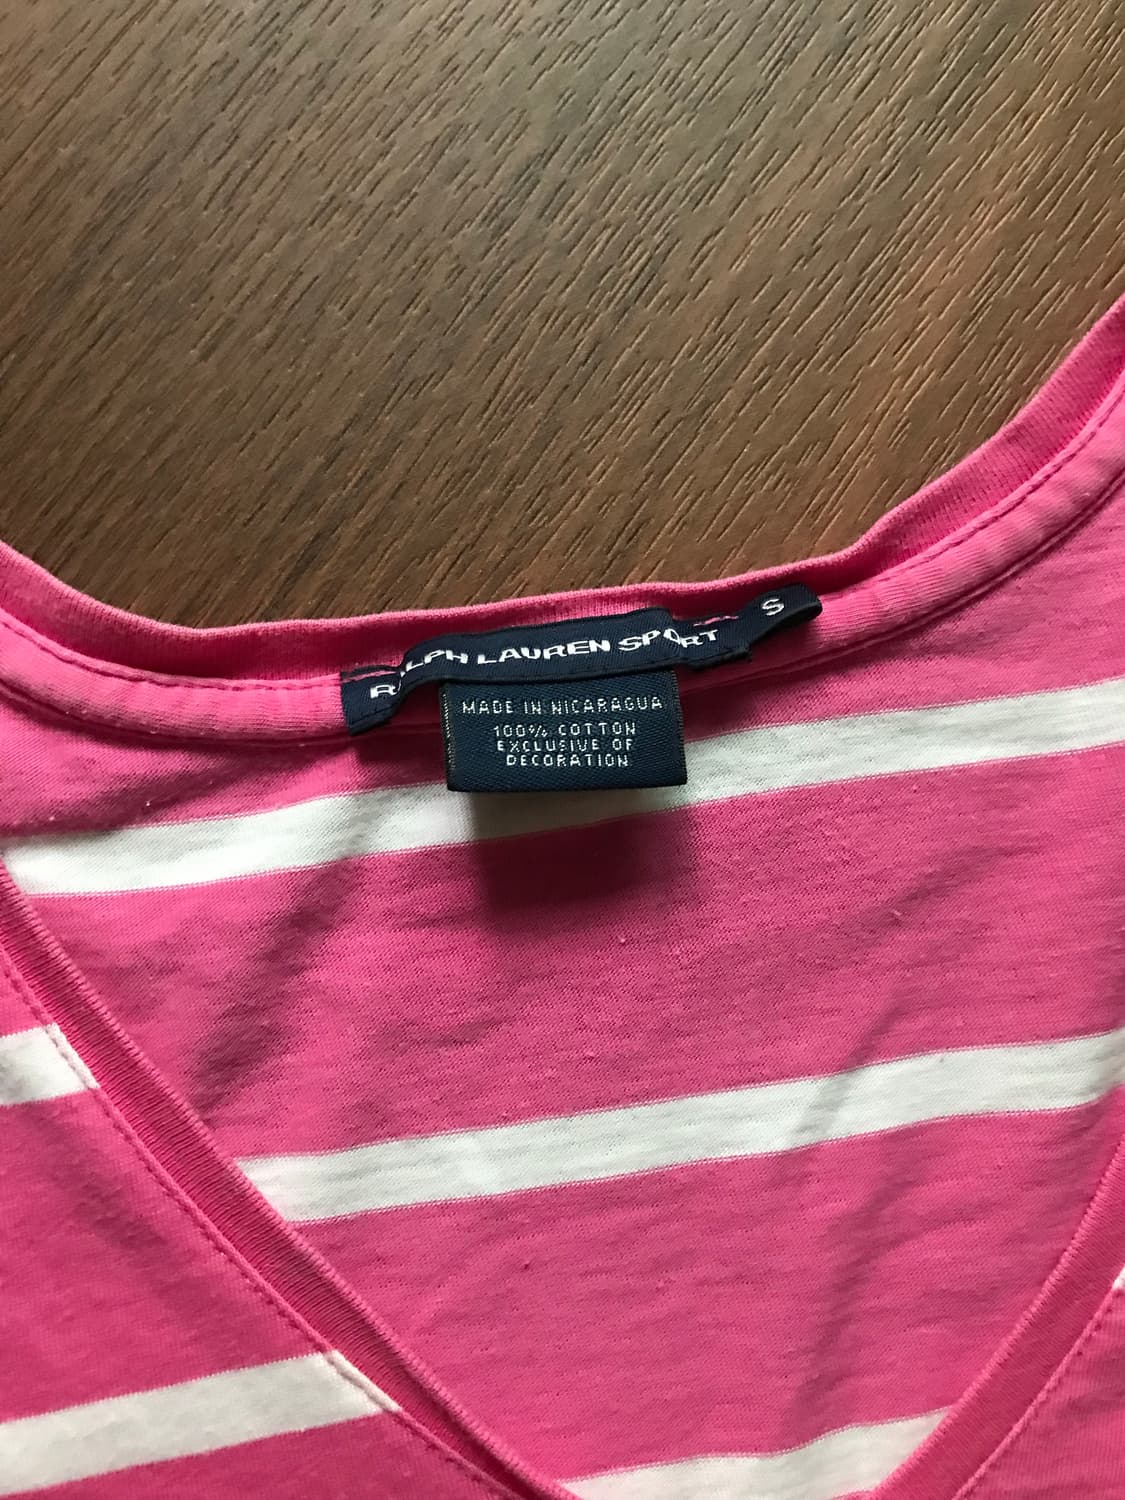 RALPH LAUREN SPORT
S
MADE IN NICARAGUA
100% COTTON
EXCLUSIVE OF
DECORATION